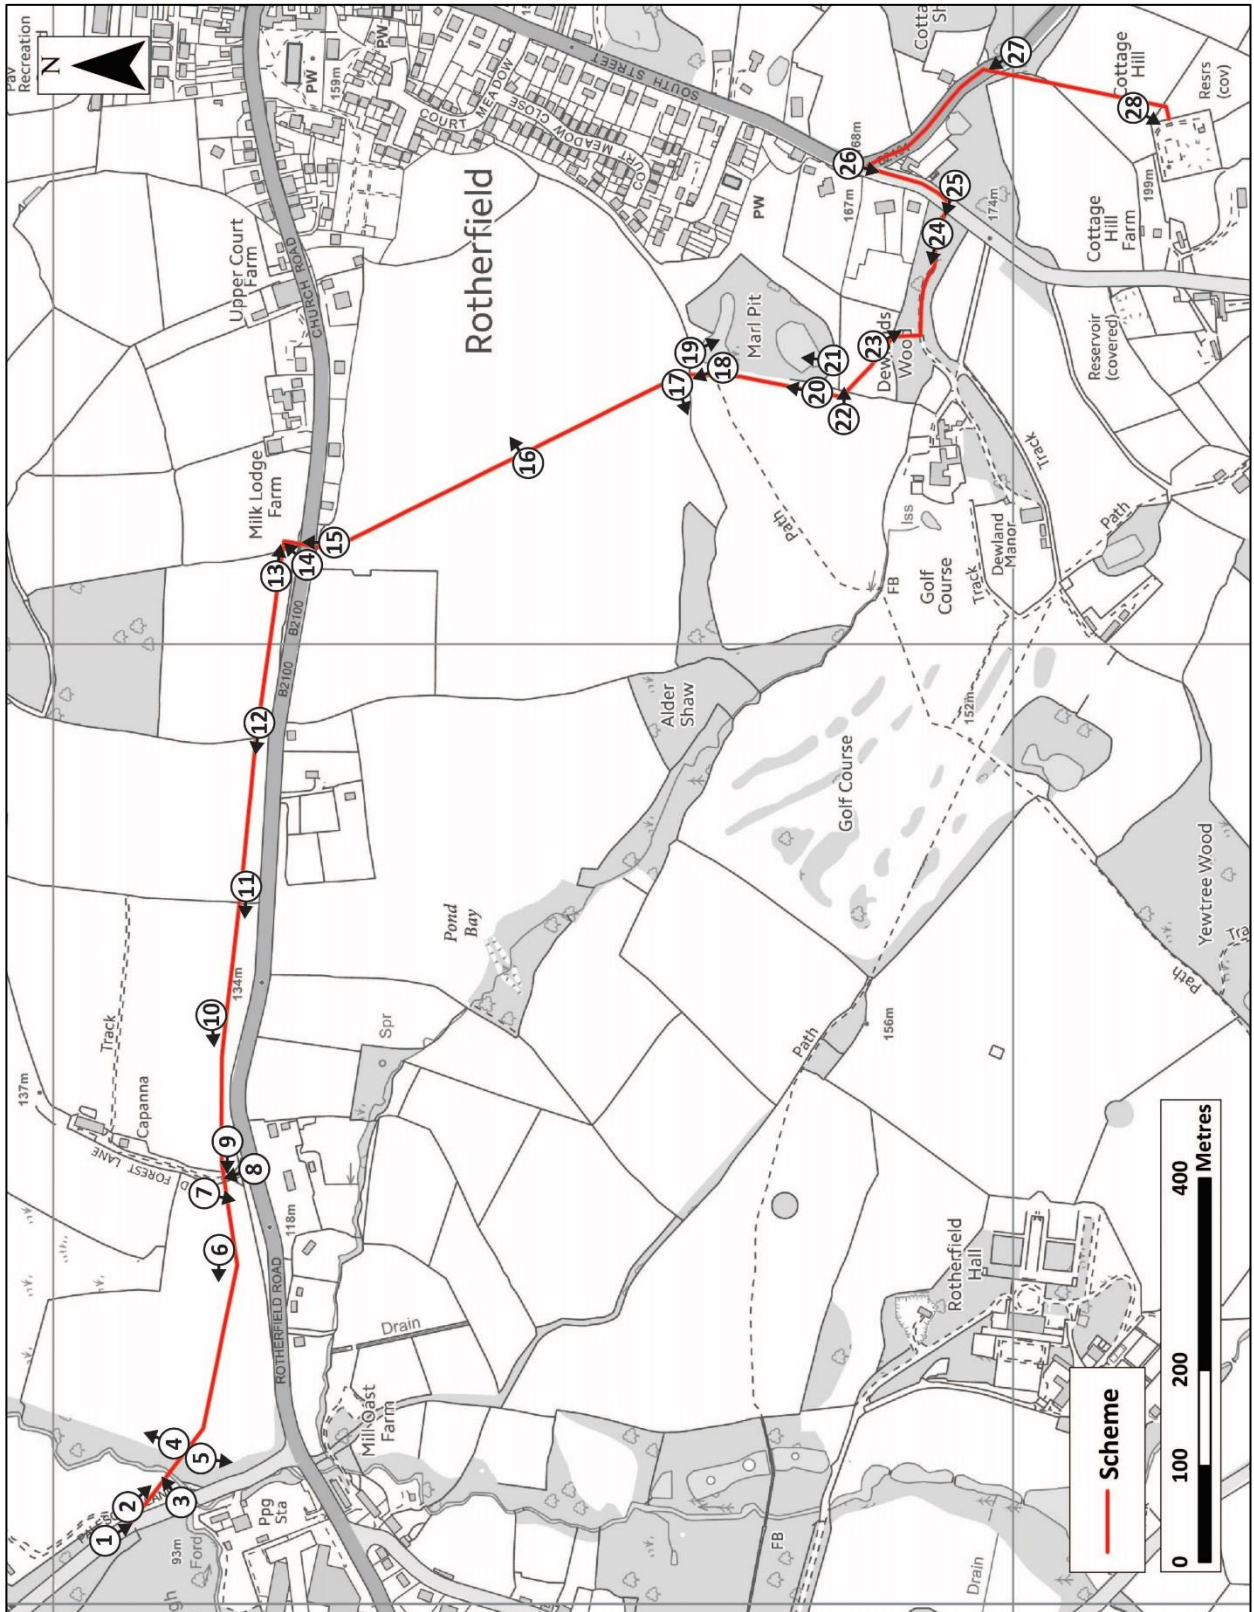 1
2
3
4
5
6
7
8
9
10
11
12
13
14
15
16
17
18
19
20
21
22
23
24
25
26
27
28
N
Recreation
PW
159m
PW
COURT MEADOW
COURT MEADOW CLOSE
SOUTH STREET
Upper Court
Farm
CHURCH ROAD
Rotherfield
PW
167m
68m
174m
199m
Cottage
Hill
Resrs
(cov)
Cottage
Hill
Farm
Reservoir
(covered)
Marl Pit
Wood
Milk Lodge
Farm
B2100
B2100
Path
FB
Iss
Golf
Course
Track
Track
Dewland
Manor
Path
Alder
Shaw
152m
Golf Course
Yewtree Wood
Path
Pond
Bay
134m
Track
137m
Capanna
FOREST LANE
Spr
118m
ROTHERFIELD ROAD
Path
156m
Drain
Mill Oast
Farm
Ppg
Sta
93m
Ford
Rotherfield
Hall
FB
Drain
Scheme
0 100 200 400
Metres